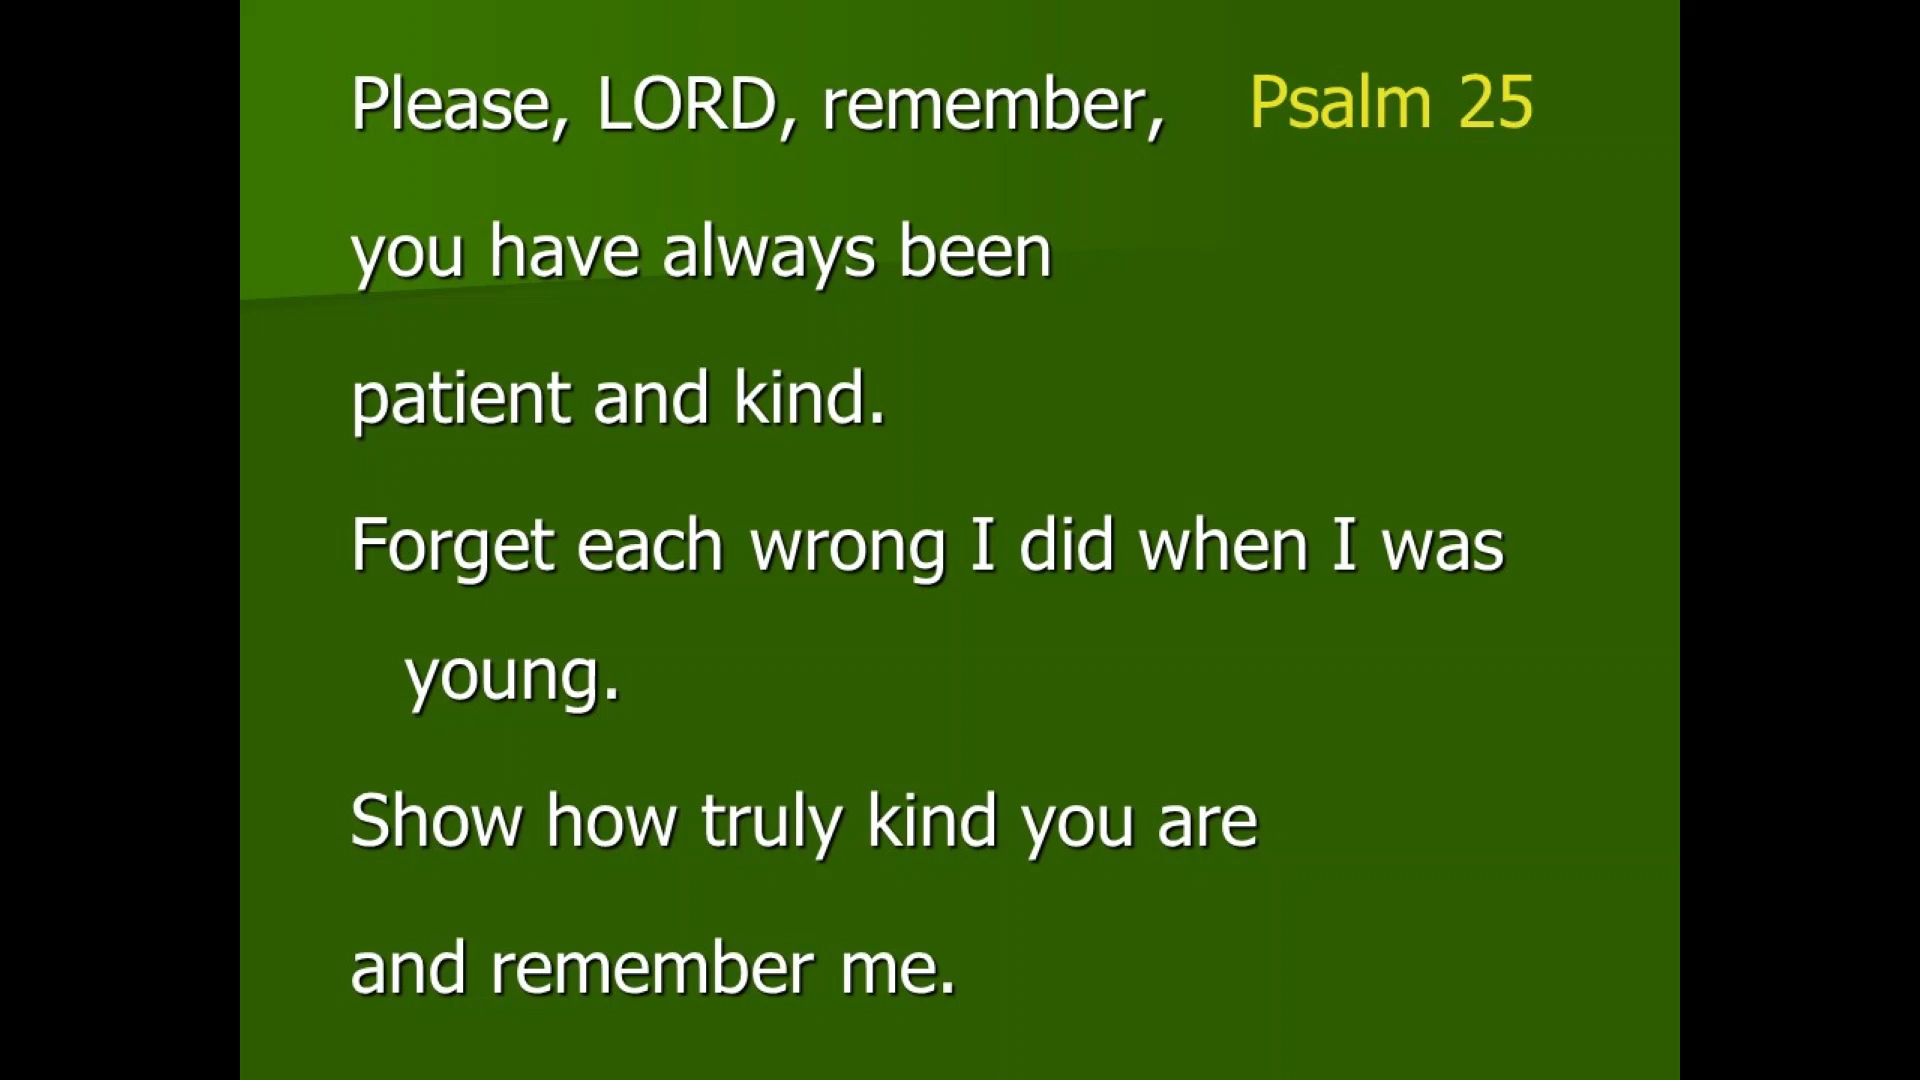 Please, LORD, remember, Psalm 25
you have always been
patient and kind.
Forget each wrong I did when I was
young.
Show how truly kind you are
and remember me.